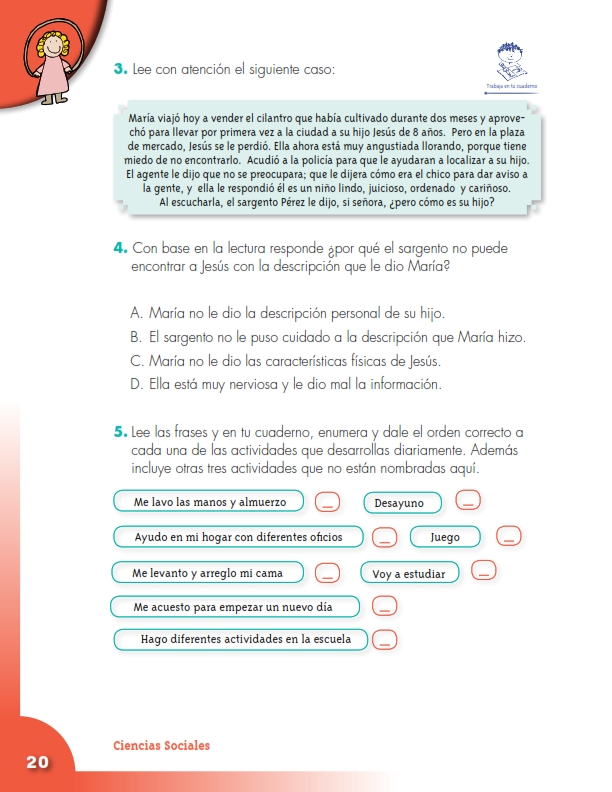 3. Lee con atención el siguiente caso:
Trabaja en tu cuaderno
María viajó hoy a vender el cilantro que había cultivado durante dos meses y aprove-
chó para llevar por primera vez a la ciudad a su hijo Jesús de 8 años. Pero en la plaza
de mercado, Jesús se le perdió. Ella ahora está muy angustiada llorando, porque tiene
miedo de no encontrarlo. Acudió a la policía para que le ayudaran a localizar a su hijo.
El agente le dijo que no se preocupara; que le dijera cómo era el chico para dar aviso a
la gente, y ella le respondió él es un niño lindo, juicioso, ordenado y cariñoso.
Al escucharla, el sargento Pérez le dijo, si señora, ¿pero cómo es su hijo?
4. Con base en la lectura responde ¿por qué el sargento no puede
encontrar a Jesús con la descripción que le dio María?
A. María no le dio la descripción personal de su hijo.
B. El sargento no le puso cuidado a la descripción que María hizo.
C. María no le dio las características físicas de Jesús.
D. Ella está muy nerviosa y le dio mal la información.
5. Lee las frases y en tu cuaderno, enumera y dale el orden correcto a
cada una de las actividades que desarrollas diariamente. Además
incluye otras tres actividades que no están nombradas aquí.
Me lavo las manos y almuerzo _ Desayuno _
Ayudo en mi hogar con diferentes oficios _ Juego _
Me levanto y arreglo mi cama _ Voy a estudiar _
Me acuesto para empezar un nuevo día _
Hago diferentes actividades en la escuela _
Ciencias Sociales
20